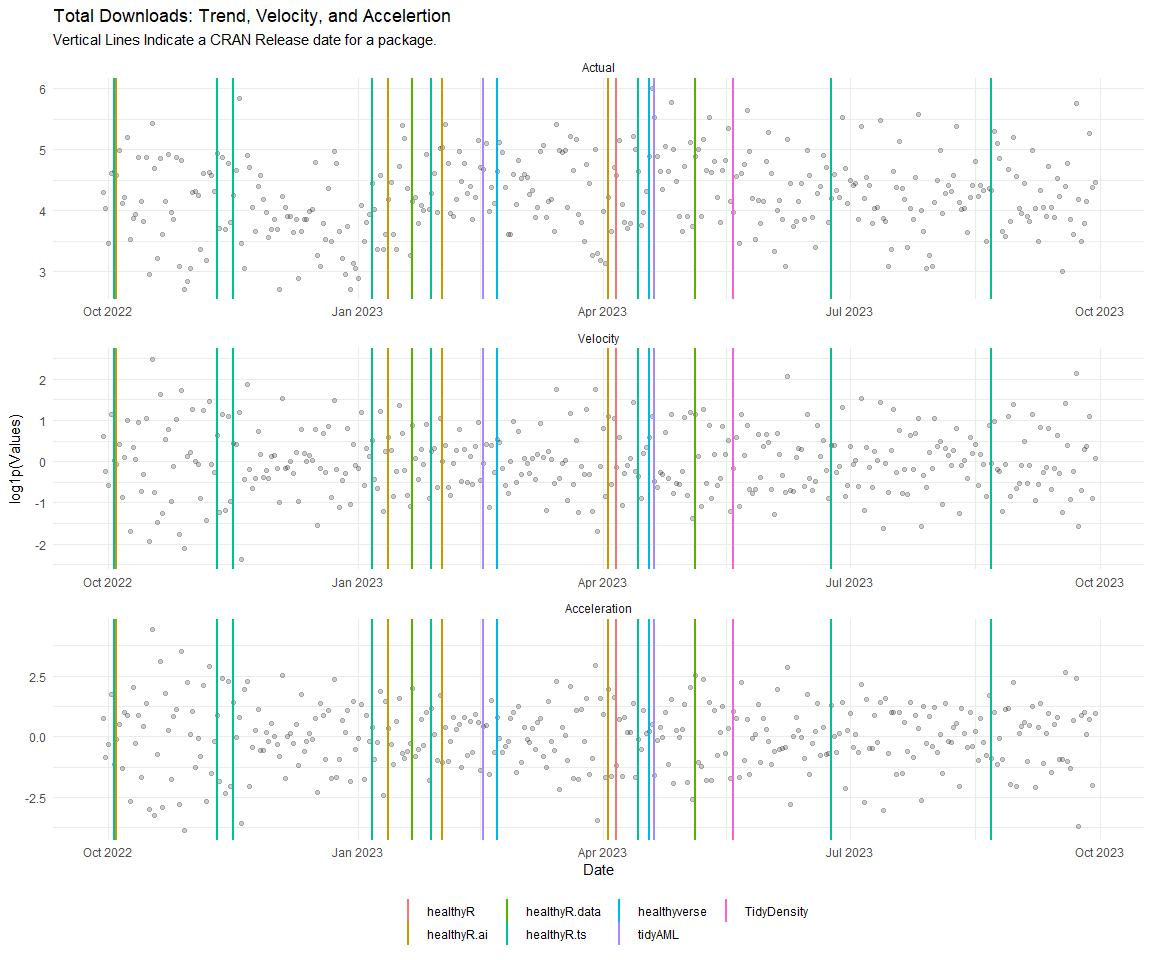 Total Downloads: Trend, Velocity, and Accelertion
Vertical Lines Indicate a CRAN Release date for a package.
Actual
6
5
4
3
Oct 2022 Jan 2023 Apr 2023 Jul 2023 Oct 2023
Velocity
2
1
0
-1
-2
Oct 2022 Jan 2023 Apr 2023 Jul 2023 Oct 2023
log1p(Values)
Acceleration
2.5
0.0
-2.5
Oct 2022 Jan 2023 Apr 2023 Jul 2023 Oct 2023
Date
healthyR healthyR.data healthyverse TidyDensity
healthyR.ai healthyR.ts tidyAML